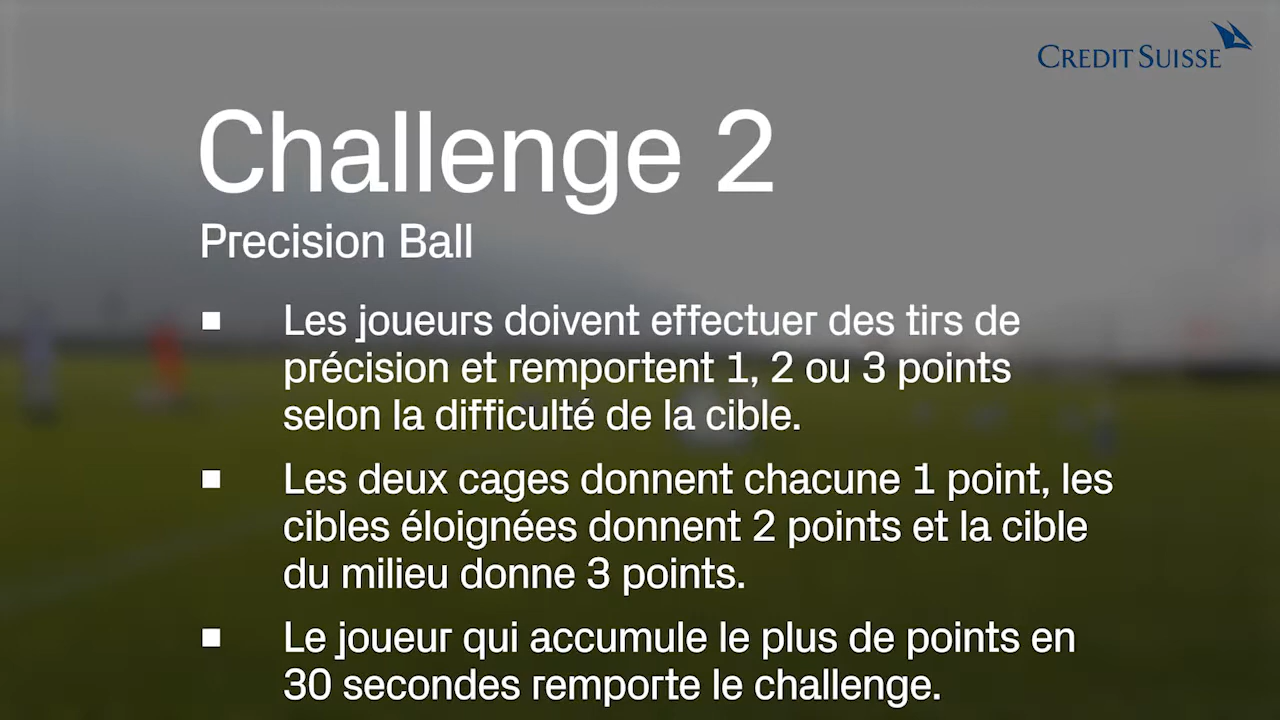 CREDIT SUISSE
Challenge 2
Precision Ball
▪ Les joueurs doivent effectuer des tirs de
précision et remportent 1, 2 ou 3 points
selon la difficulté de la cible.
▪ Les deux cages donnent chacune 1 point, les
cibles éloignées donnent 2 points et la cible
du milieu donne 3 points.
▪ Le joueur qui accumule le plus de points en
30 secondes remporte le challenge.